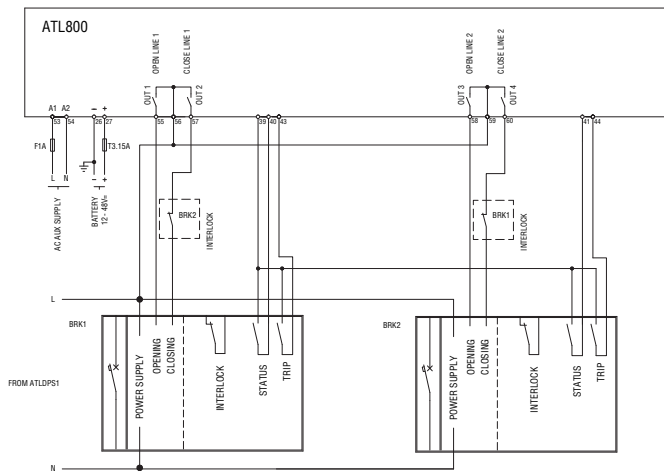 ATL800
OPEN LINE 1
CLOSE LINE 1
OPEN LINE 2
CLOSE LINE 2
OUT 1
OUT 2
OUT 3
OUT 4
A1 A2 - +
53 54 26 27 55 56 57 39 40 43 58 59 60 41 44
F1A
T3.15A
L N - +
AC AUX SUPPLY
BATTERY
12 - 48V=
BRK2
INTERLOCK
BRK1
INTERLOCK
L
BRK1
BRK2
FROM ATLDPS1
POWER SUPPLY
OPENING
CLOSING
INTERLOCK
STATUS
TRIP
POWER SUPPLY
OPENING
CLOSING
INTERLOCK
STATUS
TRIP
N